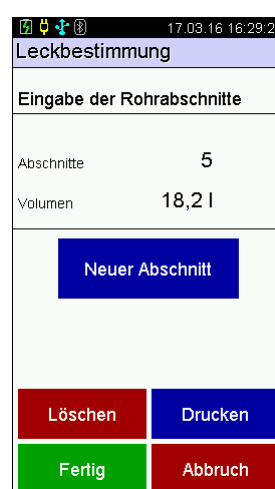 17.03.16 16:29:2
Leckbestimmung
Eingabe der Rohrabschnitte
Abschnitte 5
Volumen 18,2 l
Neuer Abschnitt
Löschen Drucken
Fertig Abbruch